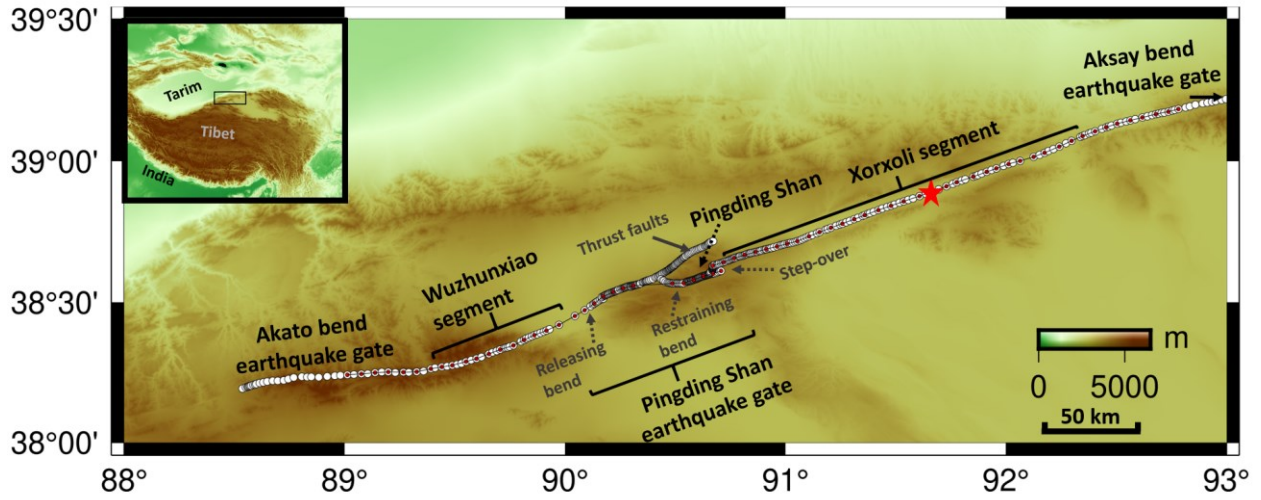 39°30'
39°00'
38°30'
38°00'
88°
89°
90°
91°
92°
93°
Tarim
Tibet
India
Aksay bend
earthquake gate
Xorxoli segment
Pingding Shan
Thrust faults
Step-over
Wuzhunxiao
segment
Akato bend
earthquake gate
Releasing
bend
Restraining
bend
Pingding Shan
earthquake gate
m
0
5000
50 km